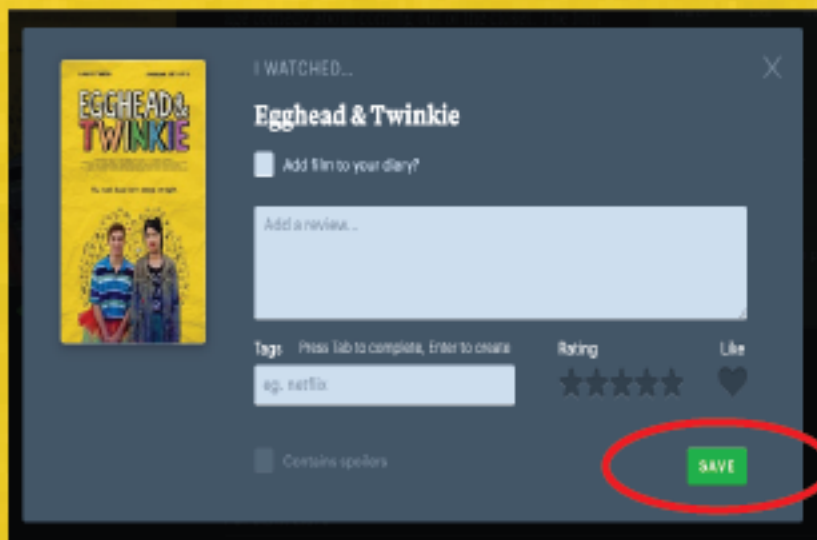 I WATCHED...
X
EGGHEAD &
TWINKIE
Egghead & Twinkie
Add film to your diary?
Add a review...
Tags Press Tab to complete, Enter to create
Rating
Like
eg. netflix
Contains spoilers
SAVE